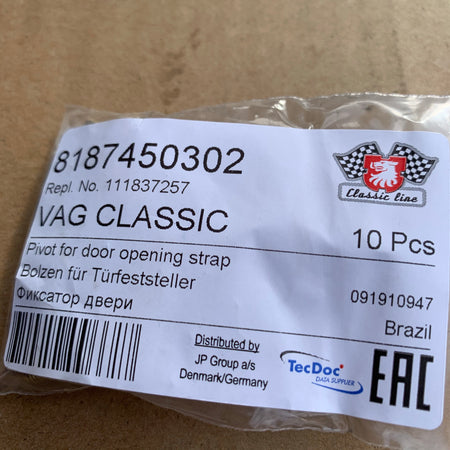 8187450302
Repl. No. 111837257
VAG CLASSIC
10 Pcs
Classic line
Pivot for door opening strap
Bolzen für Türfeststeller
Фиксатор двери
091910947
Brazil
Distributed by
JP Group a/s
Denmark/Germany
TecDoc
DATA SUPPLIER
EAC